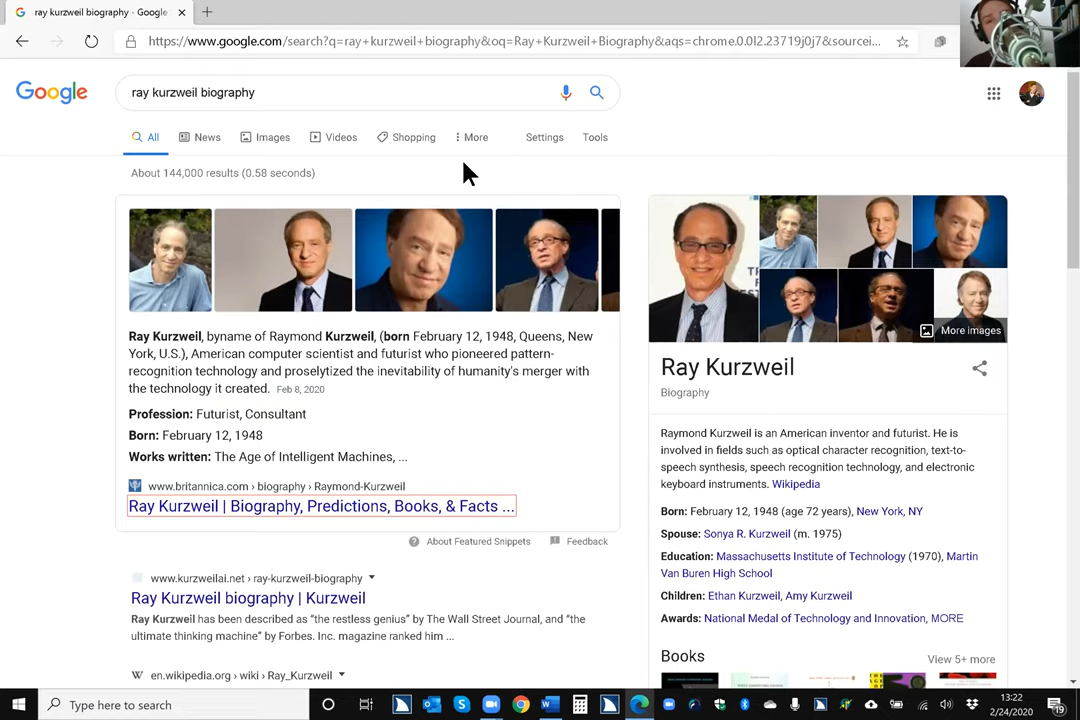 ray kurzweil biography - Google
https://www.google.com/search?q=ray+kurzweil+biography&oq=Ray+Kurzweil+Biography&aqs=chrome.0.0l2.23719j0j7&sourcei...
Google
ray kurzweil biography
All
News
Images
Videos
Shopping
More
Settings
Tools
About 144,000 results (0.58 seconds)
Ray Kurzweil, byname of Raymond Kurzweil, (born February 12, 1948, Queens, New
York, U.S.), American computer scientist and futurist who pioneered pattern-
recognition technology and proselytized the inevitability of humanity's merger with
the technology it created. Feb 8, 2020
Profession: Futurist, Consultant
Born: February 12, 1948
Works written: The Age of Intelligent Machines, ...
www.britannica.com › biography › Raymond-Kurzweil
Ray Kurzweil | Biography, Predictions, Books, & Facts ...
About Featured Snippets
Feedback
www.kurzweilai.net › ray-kurzweil-biography
Ray Kurzweil biography | Kurzweil
Ray Kurzweil has been described as “the restless genius” by The Wall Street Journal, and “the
ultimate thinking machine” by Forbes. Inc. magazine ranked him ...
en.wikipedia.org › wiki › Ray_Kurzweil
More images
Ray Kurzweil
Biography
Raymond Kurzweil is an American inventor and futurist. He is
involved in fields such as optical character recognition, text-to-
speech synthesis, speech recognition technology, and electronic
keyboard instruments. Wikipedia
Born: February 12, 1948 (age 72 years), New York, NY
Spouse: Sonya R. Kurzweil (m. 1975)
Education: Massachusetts Institute of Technology (1970), Martin
Van Buren High School
Children: Ethan Kurzweil, Amy Kurzweil
Awards: National Medal of Technology and Innovation, MORE
Books
View 5+ more
Type here to search
13:22
2/24/2020
19